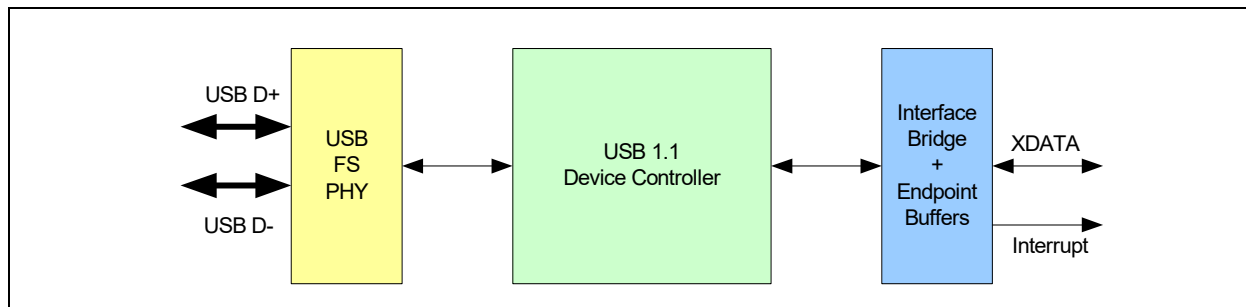 USB D+
USB D-
USB
FS
PHY
USB 1.1
Device Controller
Interface
Bridge
+
Endpoint
Buffers
XDATA
Interrupt